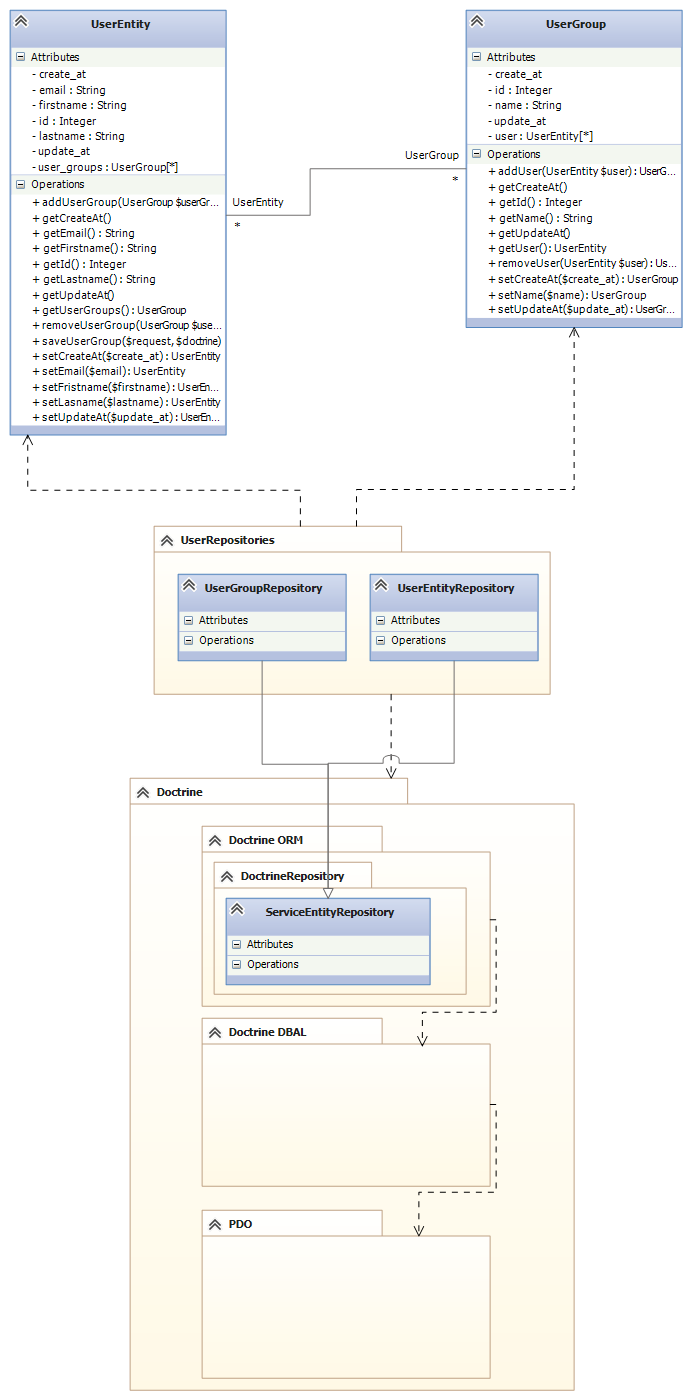 UserEntity
Attributes
- create_at
- email : String
- firstname : String
- id : Integer
- lastname : String
- update_at
- user_groups : UserGroup[*]
Operations
+ addUserGroup(UserGroup $userGr...
+ getCreateAt()
+ getEmail() : String
+ getFirstname() : String
+ getId() : Integer
+ getLastname() : String
+ getUpdateAt()
+ getUserGroups() : UserGroup
+ removeUserGroup(UserGroup $use...
+ saveUserGroup($request, $doctrine)
+ setCreateAt($create_at) : UserEntity
+ setEmail($email) : UserEntity
+ setFristname($firstname) : UserEn...
+ setLasname($lastname) : UserEntity
+ setUpdateAt($update_at) : UserEn...
UserGroup
Attributes
- create_at
- id : Integer
- name : String
- update_at
- user : UserEntity[*]
Operations
+ addUser(UserEntity $user) : UserG...
+ getCreateAt()
+ getId() : Integer
+ getName() : String
+ getUpdateAt()
+ getUser() : UserEntity
+ removeUser(UserEntity $user) : Us...
+ setCreateAt($create_at) : UserGroup
+ setName($name) : UserGroup
+ setUpdateAt($update_at) : UserGr...
UserGroup
*
UserEntity
*
UserRepositories
UserGroupRepository
Attributes
Operations
UserEntityRepository
Attributes
Operations
Doctrine
Doctrine ORM
DoctrineRepository
ServiceEntityRepository
Attributes
Operations
Doctrine DBAL
PDO